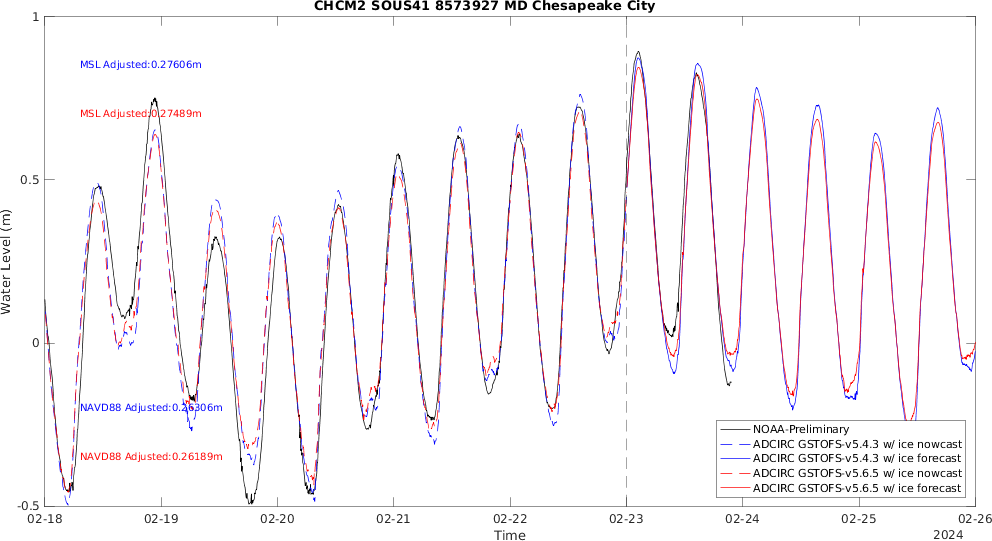 CHCM2 SOUS41 8573927 MD Chesapeake City
1
MSL Adjusted:0.27606m
MSL Adjusted:0.27489m
0.5
Water Level (m)
0
NAVD88 Adjusted:0.26306m
NAVD88 Adjusted:0.26189m
-0.5
NOAA-Preliminary
ADCIRC GSTOFS-v5.4.3 w/ ice nowcast
ADCIRC GSTOFS-v5.4.3 w/ ice forecast
ADCIRC GSTOFS-v5.6.5 w/ ice nowcast
ADCIRC GSTOFS-v5.6.5 w/ ice forecast
02-18 02-19 02-20 02-21 02-22 02-23 02-24 02-25 02-26
Time
2024